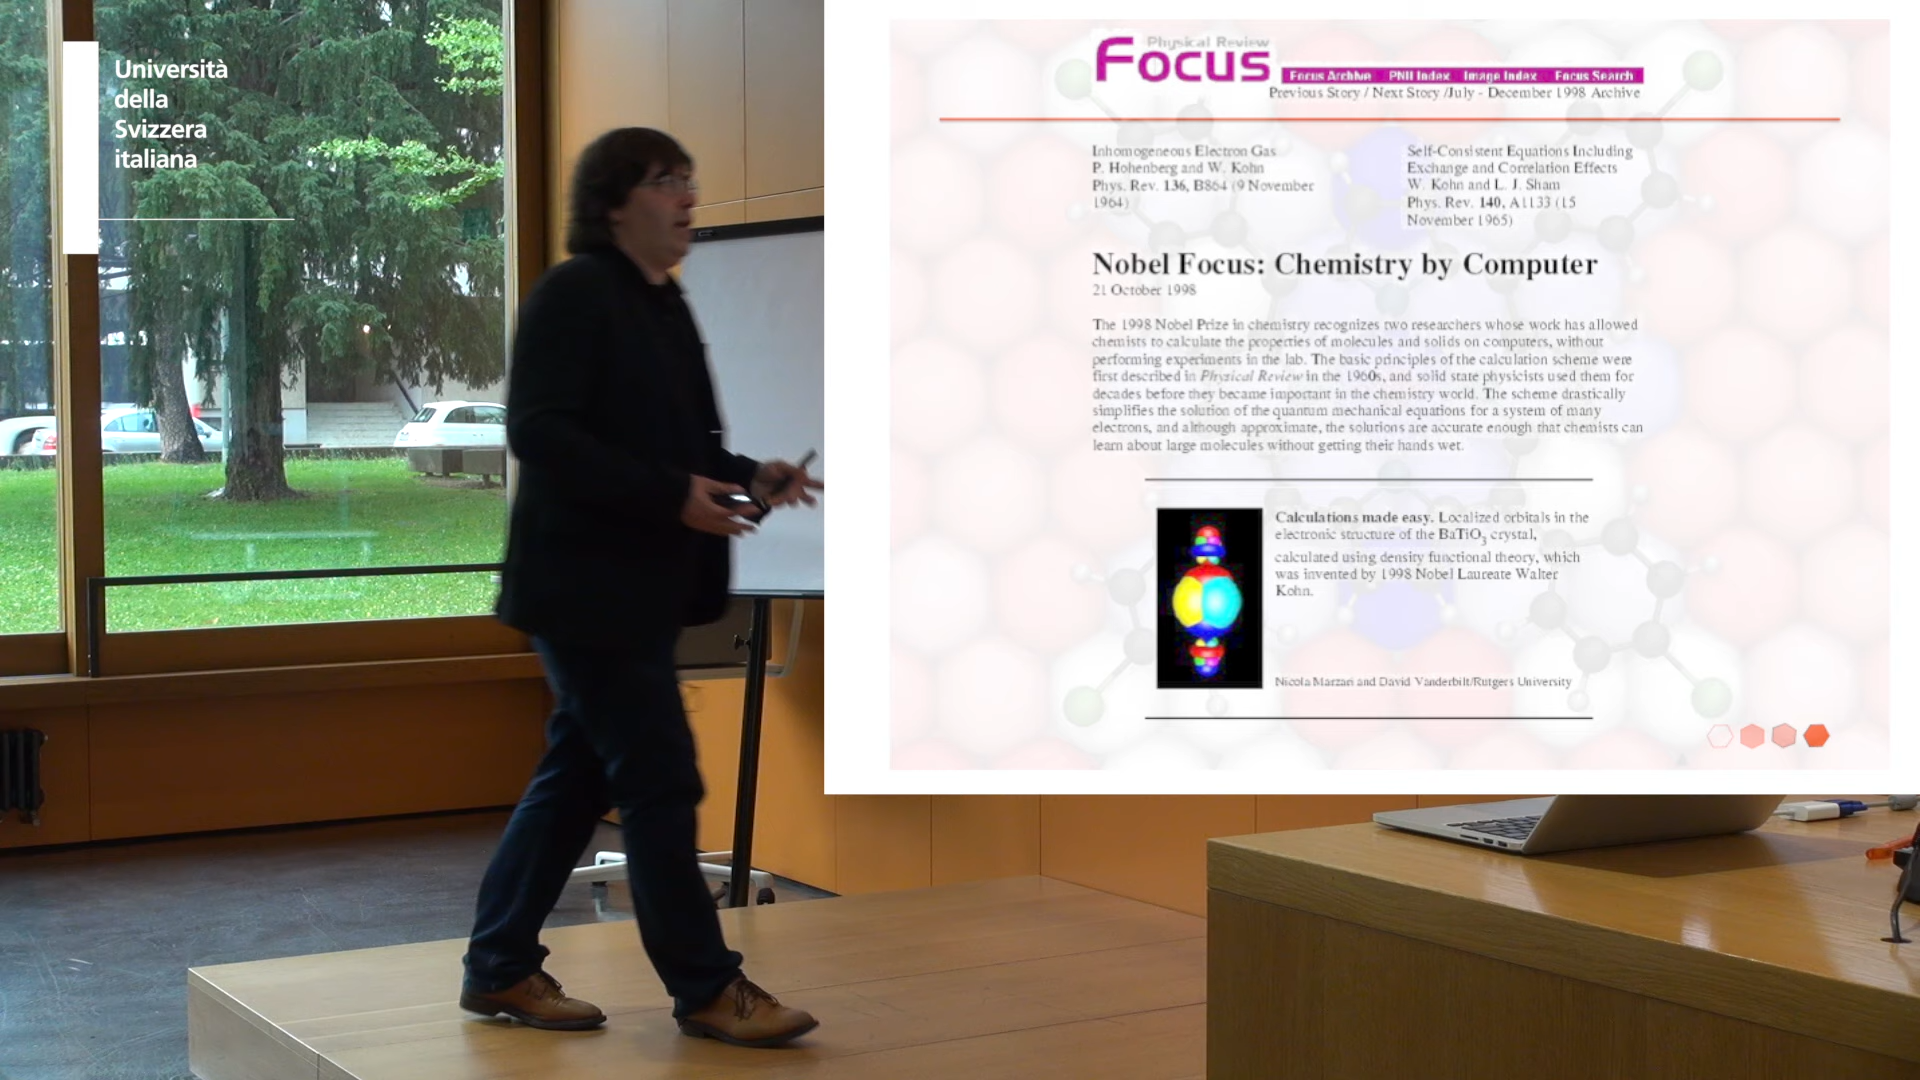 Università
della
Svizzera
italiana
Physical Review
Focus
Focus Archive PNU Index Image Index Focus Search
Previous Story / Next Story /July - December 1998 Archive
Inhomogeneous Electron Gas
P. Hohenberg and W. Kohn
Phys. Rev. 136, B864 (9 November
1964)
Self-Consistent Equations Including
Exchange and Correlation Effects
W. Kohn and L. J. Sham
Phys. Rev. 140, A1133 (15
November 1965)
Nobel Focus: Chemistry by Computer
21 October 1998
The 1998 Nobel Prize in chemistry recognizes two researchers whose work has allowed
chemists to calculate the properties of molecules and solids on computers, without
performing experiments in the lab. The basic principles of the calculation scheme were
first described in Physical Review in the 1960s, and solid state physicists used them for
decades before they became important in the chemistry world. The scheme drastically
simplifies the solution of the quantum mechanical equations for a system of many
electrons, and although approximate, the solutions are accurate enough that chemists can
learn about large molecules without getting their hands wet.
Calculations made easy. Localized orbitals in the
electronic structure of the BaTiO3 crystal,
calculated using density functional theory, which
was invented by 1998 Nobel Laureate Walter
Kohn.
Nicola Marzari and David Vanderbilt/Rutgers University